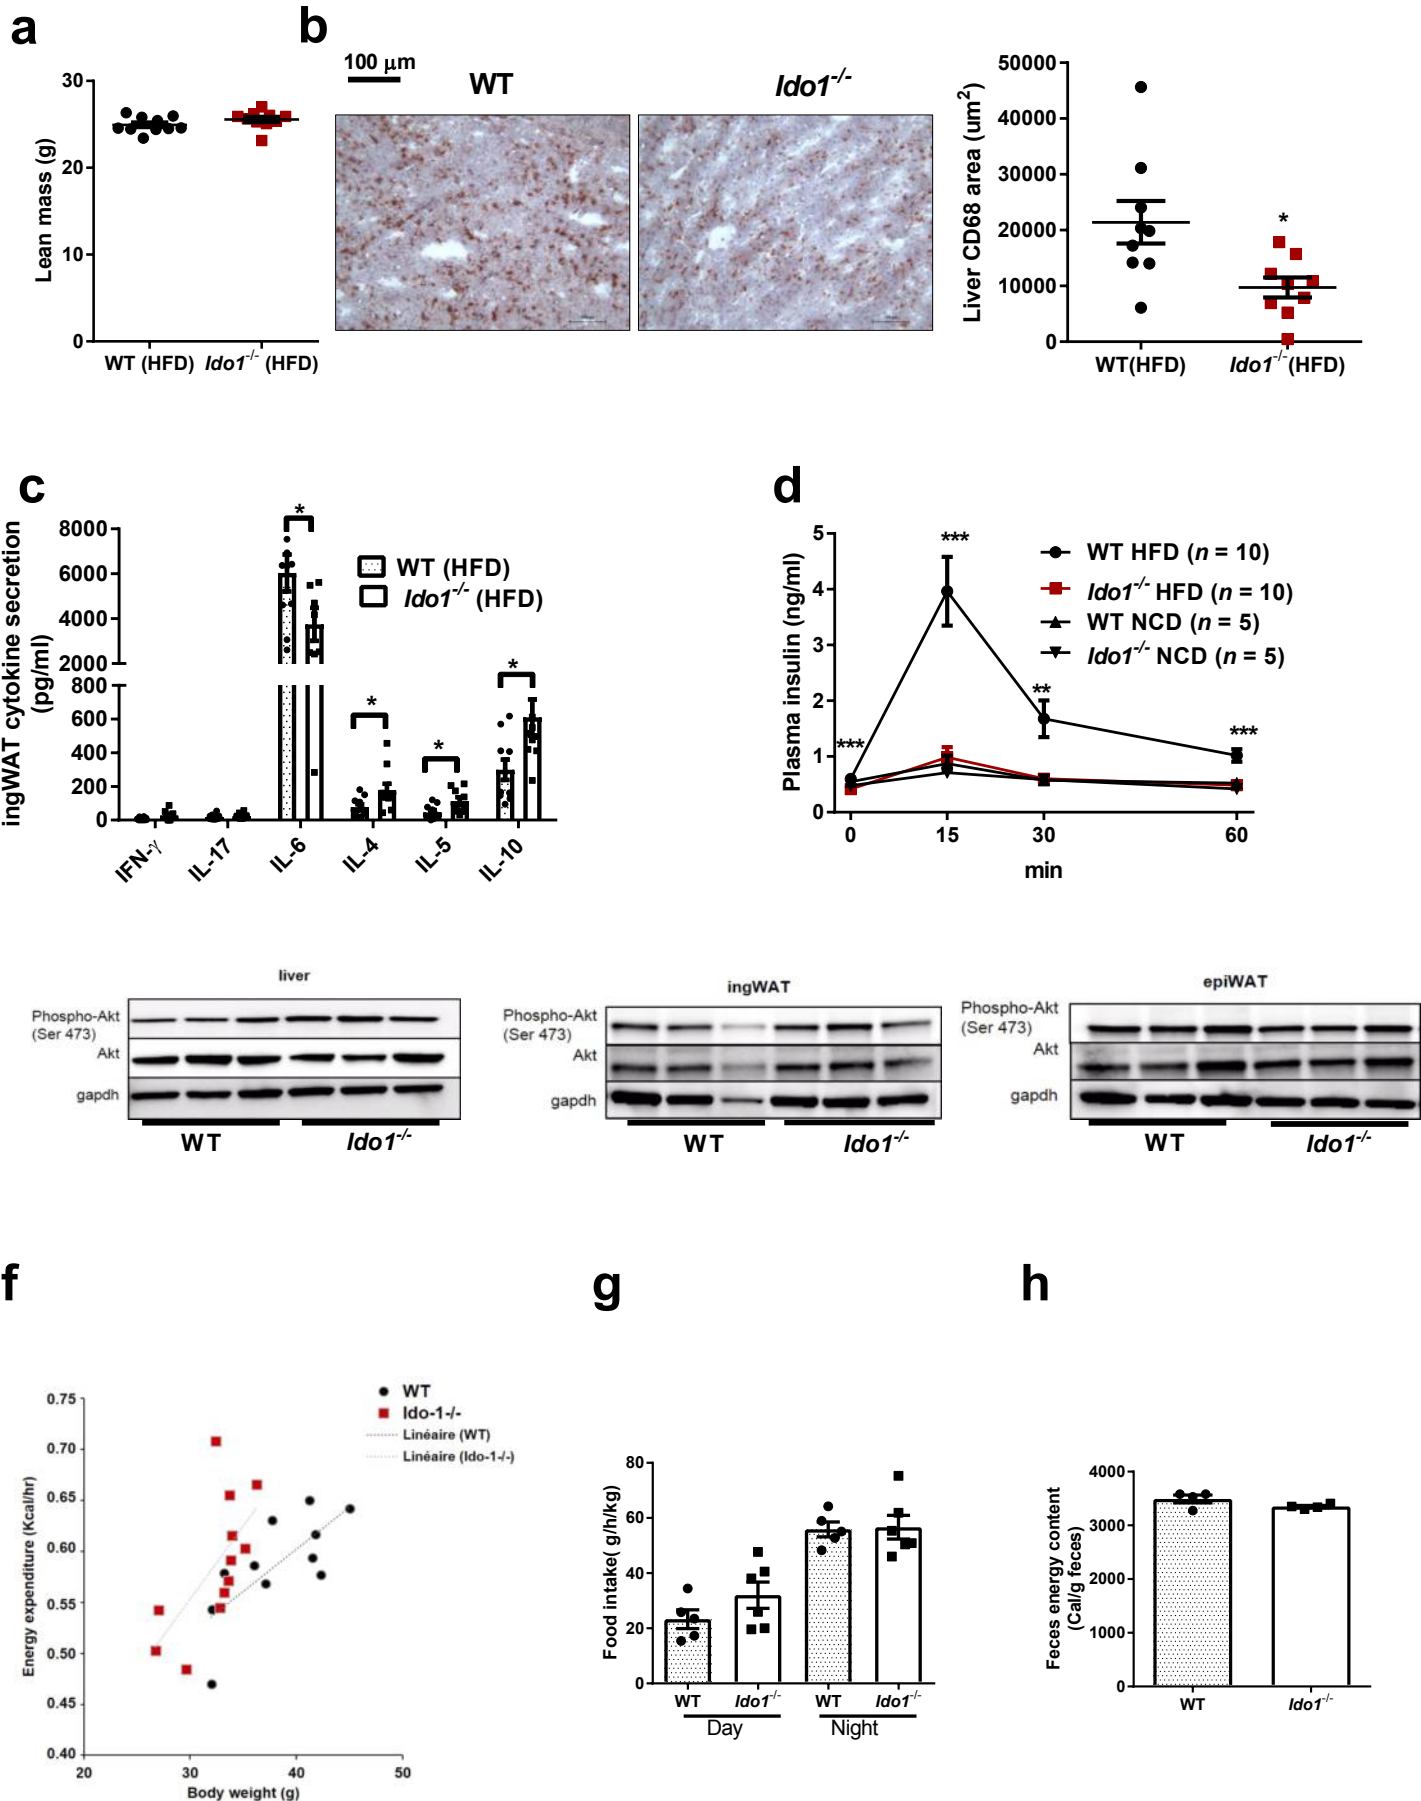 a
b
100 µm
WT
Ido1-/-
Lean mass (g)
30
20
10
0
WT (HFD)
Ido1-/- (HFD)
Liver CD68 area (um2)
50000
40000
30000
20000
10000
0
*
WT(HFD)
Ido1-/-(HFD)
c
ingWAT cytokine secretion
(pg/ml)
8000
6000
4000
2000
800
600
400
200
0
*
*
*
*
WT (HFD)
Ido1-/- (HFD)
IFN-γ
IL-17
IL-6
IL-4
IL-5
IL-10
d
Plasma insulin (ng/ml)
5
4
3
2
1
0
***
***
**
***
WT HFD (n = 10)
Ido1-/- HFD (n = 10)
WT NCD (n = 5)
Ido1-/- NCD (n = 5)
0
15
30
60
min
liver
Phospho-Akt
(Ser 473)
Akt
gapdh
WT
Ido1-/-
ingWAT
Phospho-Akt
(Ser 473)
Akt
gapdh
WT
Ido1-/-
epiWAT
Phospho-Akt
(Ser 473)
Akt
gapdh
WT
Ido1-/-
f
Energy expenditure (Kcal/hr)
0.75
0.70
0.65
0.60
0.55
0.50
0.45
0.40
WT
Ido-1-/-
Linéaire (WT)
Linéaire (Ido-1-/-)
20
30
40
50
Body weight (g)
g
Food intake( g/h/kg)
80
60
40
20
0
WT
Ido1-/-
WT
Ido1-/-
Day
Night
h
Feces energy content
(Cal/g feces)
4000
3000
2000
1000
0
WT
Ido1-/-